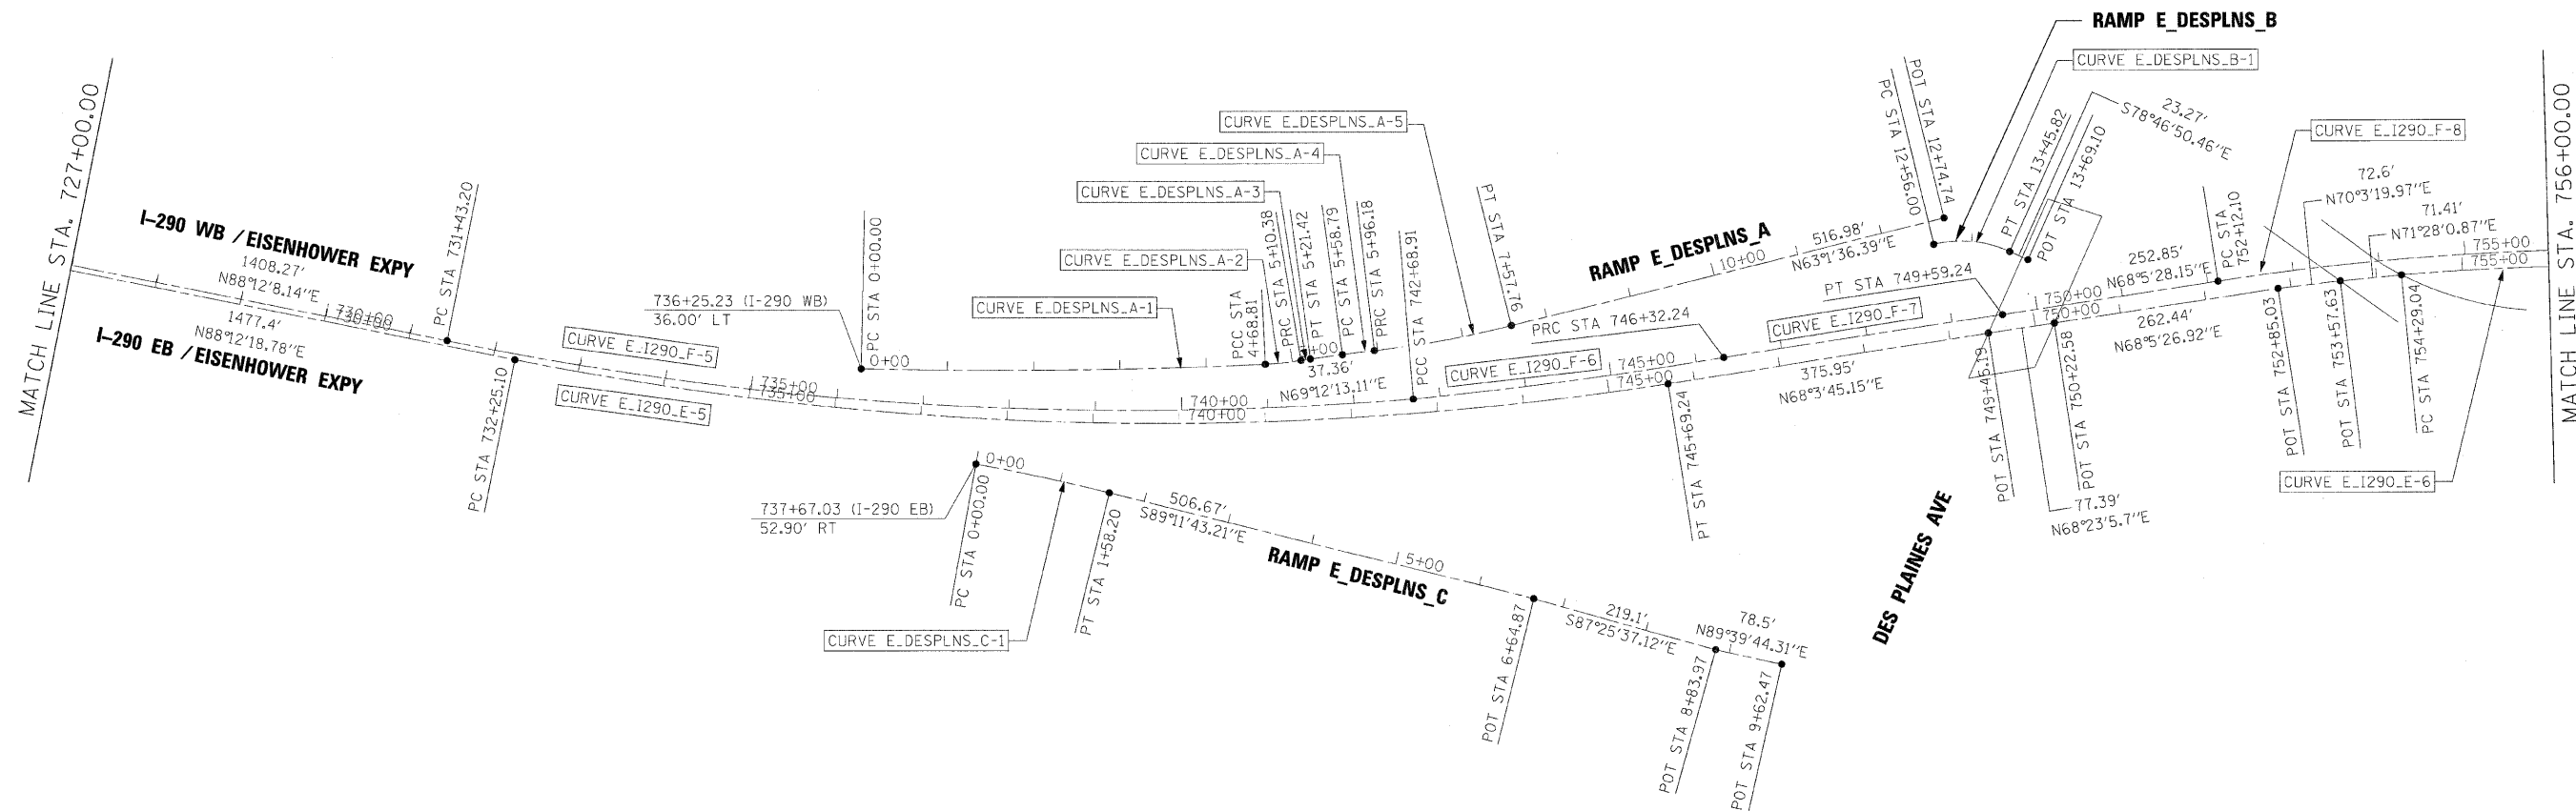 MATCH LINE STA. 727+00.00
I-290 WB / EISENHOWER EXPY
1408.27'
N88°12'8.14"E
1477.4'
N88°12'18.78"E
I-290 EB / EISENHOWER EXPY
730+00
730+00
PC STA 731+43.20
PC STA 732+25.10
CURVE E_I290_F-5
CURVE E_I290_E-5
735+00
735+00
736+25.23 (I-290 WB)
36.00' LT
PC STA 0+00.00
0+00
CURVE E_DESPLNS_A-1
CURVE E_DESPLNS_A-2
CURVE E_DESPLNS_A-3
CURVE E_DESPLNS_A-4
CURVE E_DESPLNS_A-5
PCC STA
4+68.81
PRC STA 5+10.38
PT STA 5+21.42
PC STA 5+58.79
PRC STA 5+96.18
37.36'
N69°12'13.11"E
740+00
740+00
PCC STA 742+68.91
PT STA 7+57.76
CURVE E_I290_F-6
745+00
745+00
PRC STA 746+32.24
PT STA 745+69.24
RAMP E_DESPLNS_A
10+00
516.98'
N63°1'36.39"E
PT STA 749+59.24
CURVE E_I290_F-7
375.95'
N68°3'45.15"E
PC STA 12+56.00
POT STA 12+74.74
RAMP E_DESPLNS_B
CURVE E_DESPLNS_B-1
PT STA 13+45.82
POT STA 13+69.10
23.27'
S78°46'50.46"E
750+00
750+00
252.85'
N68°5'28.15"E
262.44'
N68°5'26.92"E
PC STA
752+12.10
CURVE E_I290_F-8
72.6'
N70°3'19.97"E
71.41'
N71°28'0.87"E
755+00
755+00
MATCH LINE STA. 756+00.00
POT STA 749+45.19
POT STA 750+22.58
77.39'
N68°23'5.7"E
POT STA 752+85.03
POT STA 753+57.63
PC STA 754+29.04
CURVE E_I290_E-6
DES PLAINES AVE
737+67.03 (I-290 EB)
52.90' RT
0+00
PC STA 0+00.00
CURVE E_DESPLNS_C-1
PT STA 1+58.20
506.67'
S89°11'43.21"E
RAMP E_DESPLNS_C
5+00
POT STA 6+64.87
219.1'
S87°25'37.12"E
78.5'
N89°39'44.31"E
POT STA 8+83.97
POT STA 9+62.47